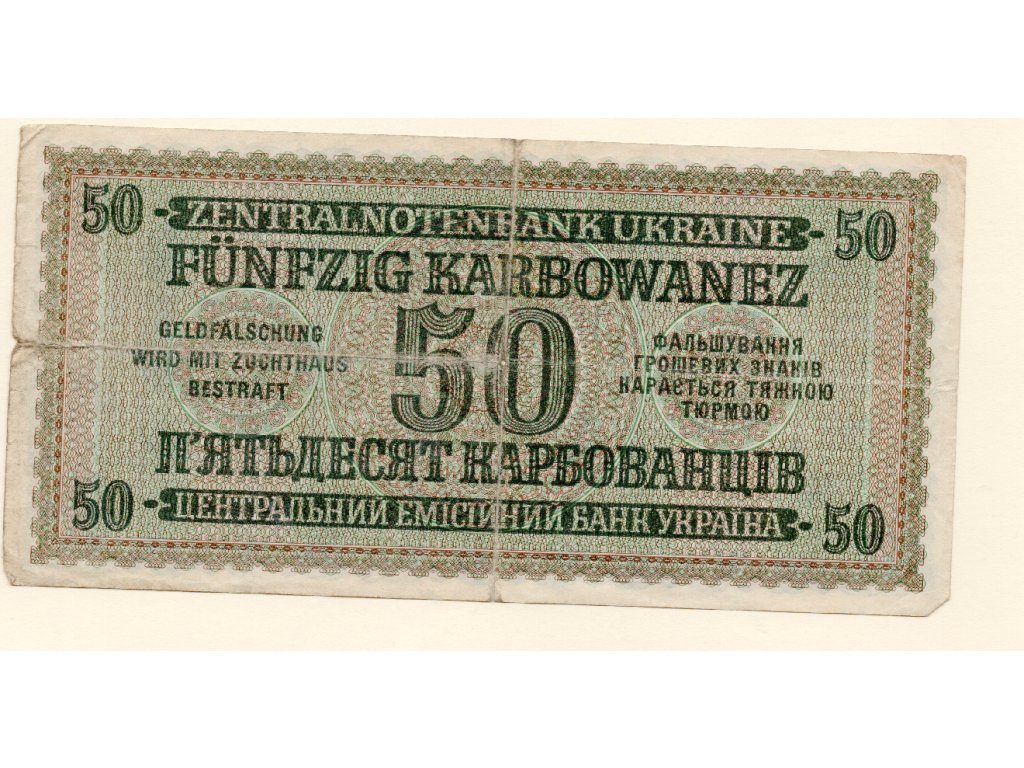 50 - ZENTRALNOTENBANK UKRAINE - 50
FÜNFZIG KARBOWANEZ
GELDFÄLSCHUNG
WIRD MIT ZUCHTHAUS
BESTRAFT
50
ФАЛЬШУВАННЯ
ГРОШЕВИХ ЗНАКІВ
КАРАЄТЬСЯ ТЯЖНОЮ
ТЮРМОЮ
П'ЯТЬДЕСЯТ КАРБОВАНЦІВ
50 - ЦЕНТРАЛЬНИЙ ЕМІСІЙНИЙ БАНК УКРАЇНА - 50